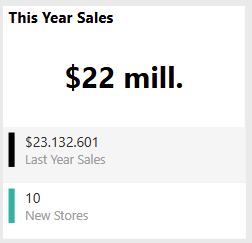 This Year Sales
$22 mill.
$23.132.601
Last Year Sales
10
New Stores